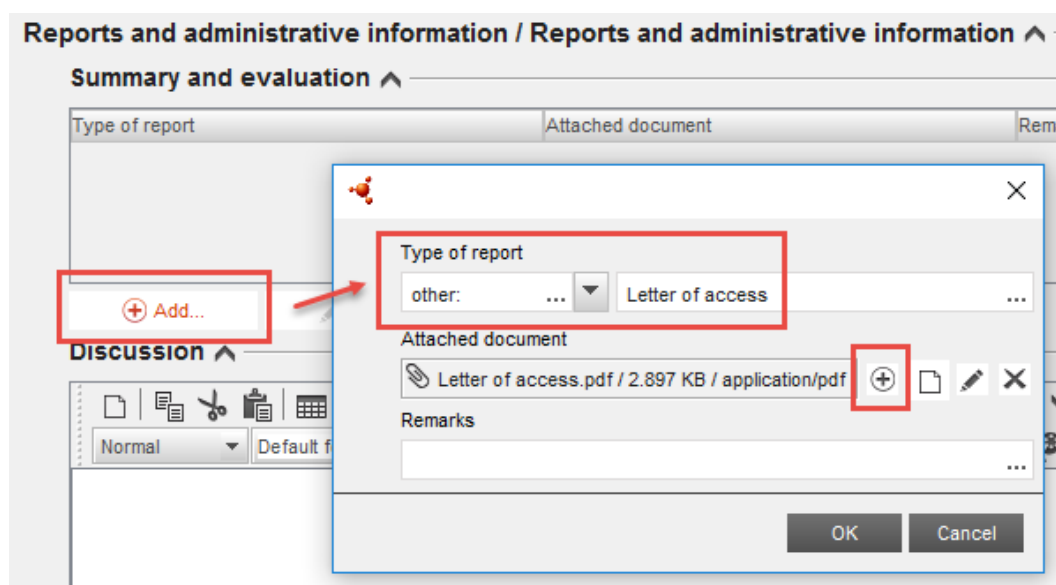 Reports and administrative information / Reports and administrative information
Summary and evaluation
Type of report Attached document Rem
Type of report
other: ... Letter of access ...
Add...
Attached document
Discussion
Letter of access.pdf / 2.897 KB / application/pdf
Remarks
Normal Default f
...
OK Cancel